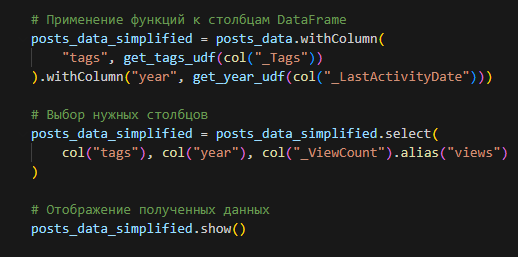 # Применение функций к столбцам DataFrame
posts_data_simplified = posts_data.withColumn(
    "tags", get_tags_udf(col("_Tags"))
).withColumn("year", get_year_udf(col("_LastActivityDate")))
# Выбор нужных столбцов
posts_data_simplified = posts_data_simplified.select(
    col("tags"), col("year"), col("_ViewCount").alias("views")
)
# Отображение полученных данных
posts_data_simplified.show()